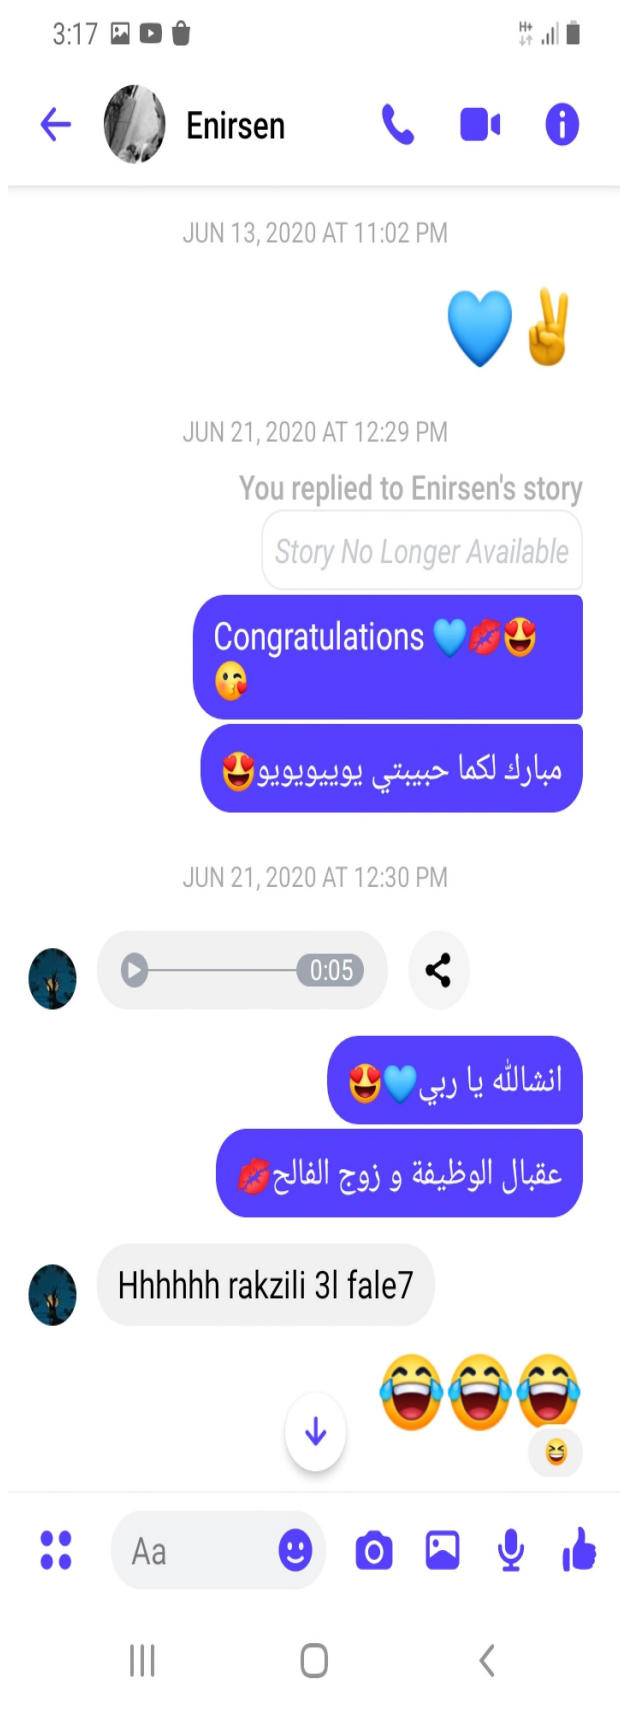 3:17
H+
Enirsen
JUN 13, 2020 AT 11:02 PM
💙✌
JUN 21, 2020 AT 12:29 PM
You replied to Enirsen's story
Story No Longer Available
Congratulations 💙💋😍
😘
مبارك لكما حبيبتي يوييويويو😍
JUN 21, 2020 AT 12:30 PM
0:05
انشالله يا ربي💙😍
عقبال الوظيفة و زوج الفالح💋
Hhhhhh rakzili 3l fale7
😂😂😂
😆
Aa